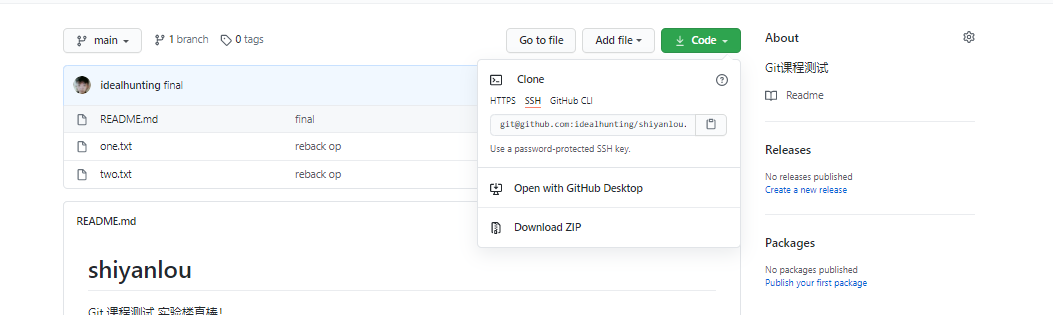 main
1 branch
0 tags
Go to file
Add file
Code
idealhunting final
README.md final
one.txt reback op
two.txt reback op
Clone
HTTPS SSH GitHub CLI
git@github.com:idealhunting/shiyanlou.
Use a password-protected SSH key.
Open with GitHub Desktop
Download ZIP
README.md
shiyanlou
Git 课程测试 实验楼真棒！
About
Git课程测试
Readme
Releases
No releases published
Create a new release
Packages
No packages published
Publish your first package